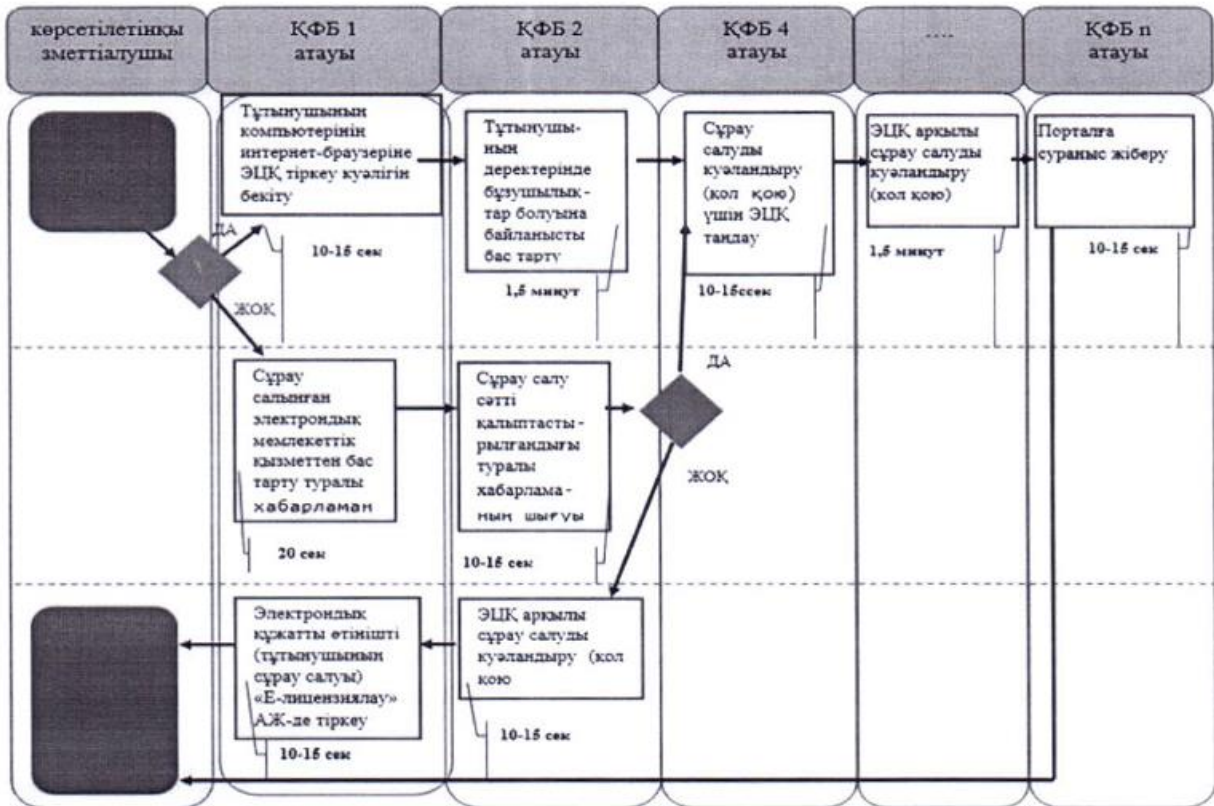 көрсетілетінқы
зметтіалушы
ҚФБ 1
атауы
ҚФБ 2
атауы
ҚФБ 4
атауы
....
ҚФБ n
атауы
Тұтынушының
компьютерінің
интернет-браузеріне
ЭЦҚ тіркеу куәлігін
бекіту
Тұтынушы-
ның
деректерінде
бұзушылық-
тар болуына
байланысты
бас тарту
Сұрау
салуды
куәландыру
(қол қою)
үшін ЭЦҚ
таңдау
ЭЦҚ арқылы
сұрау салуды
куәландыру
(қол қою)
Порталға
сұраныс жіберу
ДА
10-15 сек
1,5 минут
10-15ссек
1,5 минут
10-15 сек
ЖОҚ
Сұрау
салынған
электрондық
мемлекеттік
қызметтен бас
тарту туралы
хабарламан
Сұрау салу
сәтті
қалыптасты-
рылғандығы
туралы
хабарлама-
ның шығуы
ДА
ЖОҚ
20 сек
10-15 сек
Электрондық
құжатты өтінішті
(тұтынушының
сұрау салуы)
«Е-лицензиялау»
АЖ-де тіркеу
ЭЦҚ арқылы
сұрау салуды
куәландыру (қол
қою
10-15 сек
10-15 сек